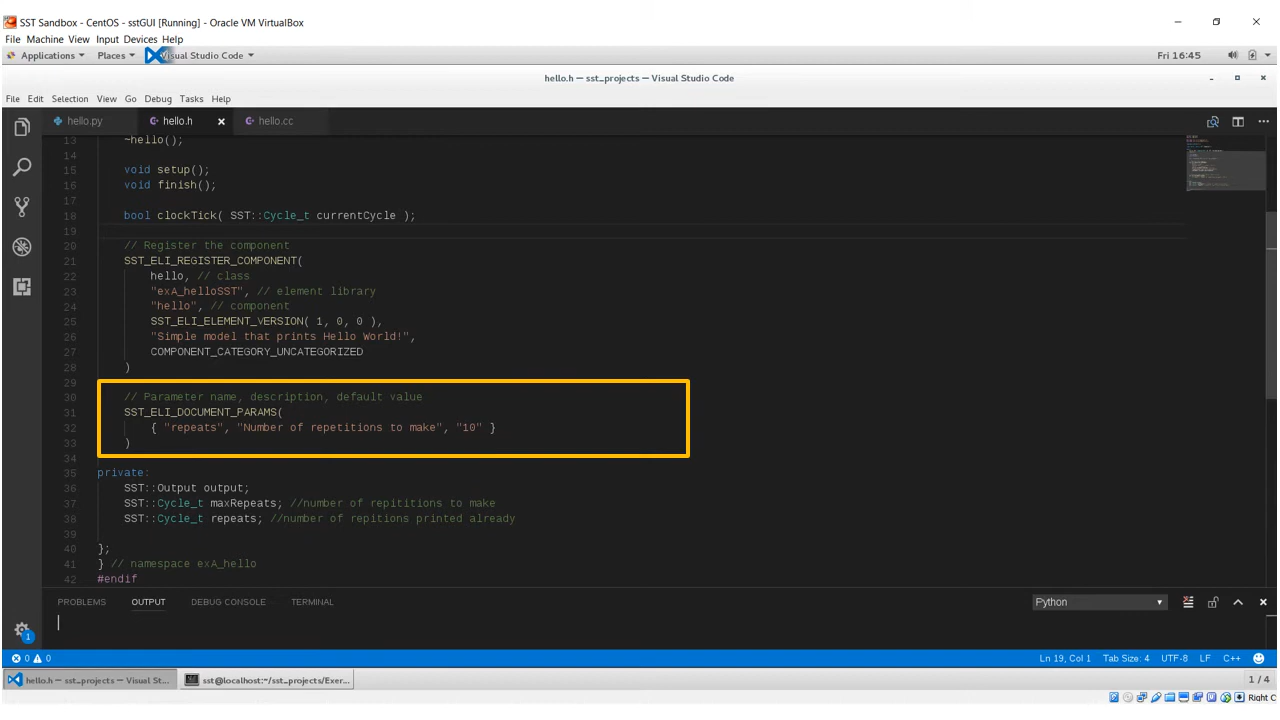 SST Sandbox - CentOS - sstGUI [Running] - Oracle VM VirtualBox
File Machine View Input Devices Help
Applications Places Visual Studio Code Fri 16:45
hello.h — sst_projects — Visual Studio Code
File Edit Selection View Go Debug Tasks Help
hello.py hello.h hello.cc
13 ~hello();
14
15 void setup();
16 void finish();
17
18 bool clockTick( SST::Cycle_t currentCycle );
19
20 // Register the component
21 SST_ELI_REGISTER_COMPONENT(
22 hello, // class
23 "exA_helloSST", // element library
24 "hello", // component
25 SST_ELI_ELEMENT_VERSION( 1, 0, 0 ),
26 "Simple model that prints Hello World!",
27 COMPONENT_CATEGORY_UNCATEGORIZED
28 )
29
30 // Parameter name, description, default value
31 SST_ELI_DOCUMENT_PARAMS(
32 { "repeats", "Number of repetitions to make", "10" }
33 )
34
35 private:
36 SST::Output output;
37 SST::Cycle_t maxRepeats; //number of repititions to make
38 SST::Cycle_t repeats; //number of repitions printed already
39
40 };
41 } // namespace exA_hello
42 #endif
PROBLEMS OUTPUT DEBUG CONSOLE TERMINAL Python
1
0 0 Ln 19, Col 1 Tab Size: 4 UTF-8 LF C++
hello.h — sst_projects — Visual St... sst@localhost:~/sst_projects/Exer... 1 / 4
Right C